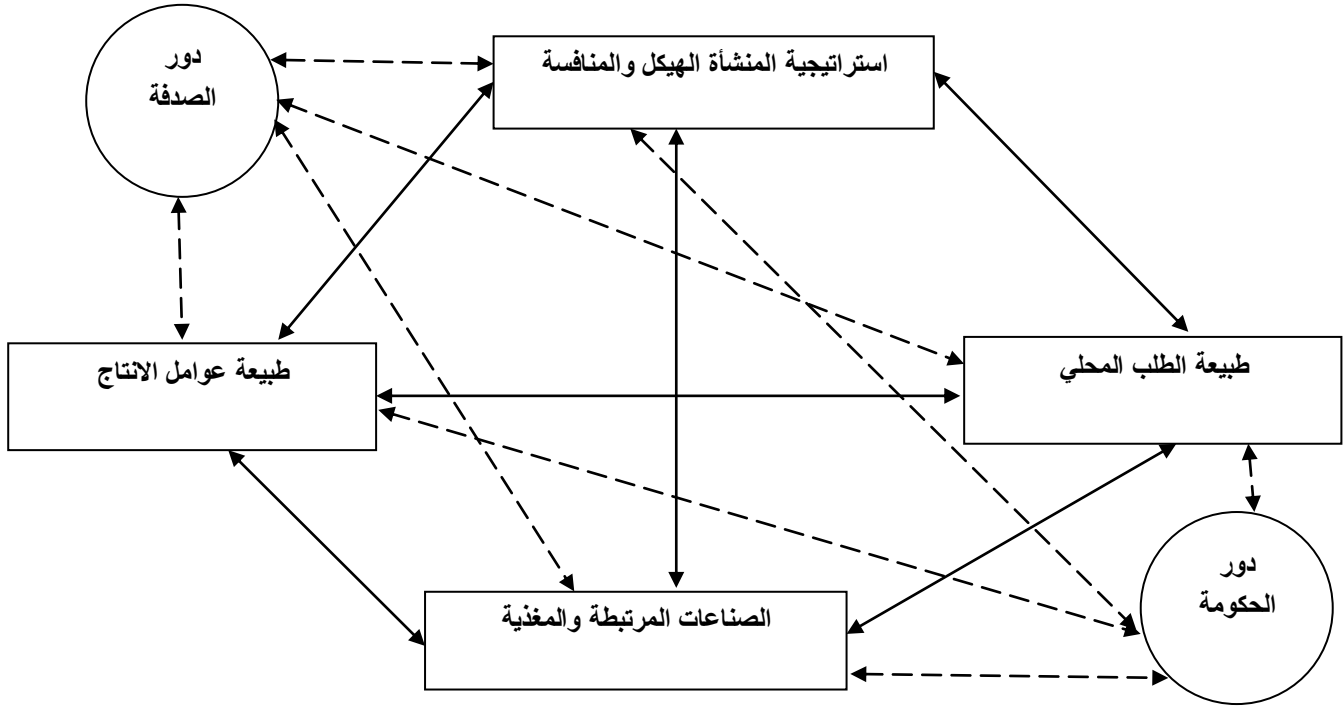 دور
الصدفة
استراتيجية المنشأة الهيكل والمنافسة
طبيعة الطلب المحلي
طبيعة عوامل الانتاج
دور
الحكومة
الصناعات المرتبطة والمغذية